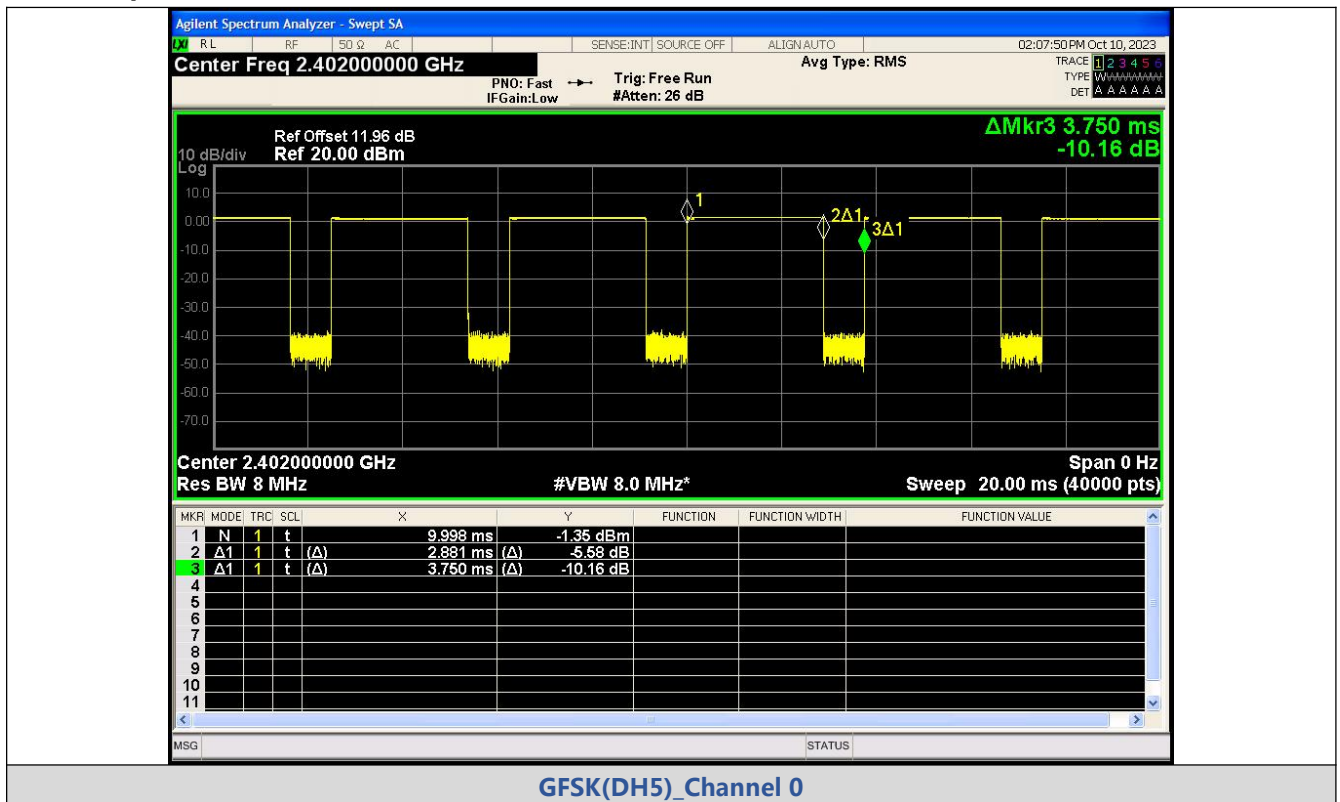 Agilent Spectrum Analyzer - Swept SA
LXI RL RF 50 Ω AC SENSE:INT SOURCE OFF ALIGN AUTO 02:07:50 PM Oct 10, 2023
Center Freq 2.402000000 GHz Avg Type: RMS TRACE 1 2 3 4 5 6
PNO: Fast Trig: Free Run TYPE WWWWWW
IFGain:Low #Atten: 26 dB DET A A A A A A
Ref Offset 11.96 dB ΔMkr3 3.750 ms
10 dB/div Ref 20.00 dBm -10.16 dB
Log
10.0
0.00
-10.0
-20.0
-30.0
-40.0
-50.0
-60.0
-70.0
1
2Δ1
3Δ1
Center 2.402000000 GHz Span 0 Hz
Res BW 8 MHz #VBW 8.0 MHz* Sweep 20.00 ms (40000 pts)
MKR MODE TRC SCL X Y FUNCTION FUNCTION WIDTH FUNCTION VALUE
1 N 1 t 9.998 ms -1.35 dBm
2 Δ1 1 t (Δ) 2.881 ms (Δ) -5.58 dB
3 Δ1 1 t (Δ) 3.750 ms (Δ) -10.16 dB
4
5
6
7
8
9
10
11
MSG STATUS
GFSK(DH5)_Channel 0